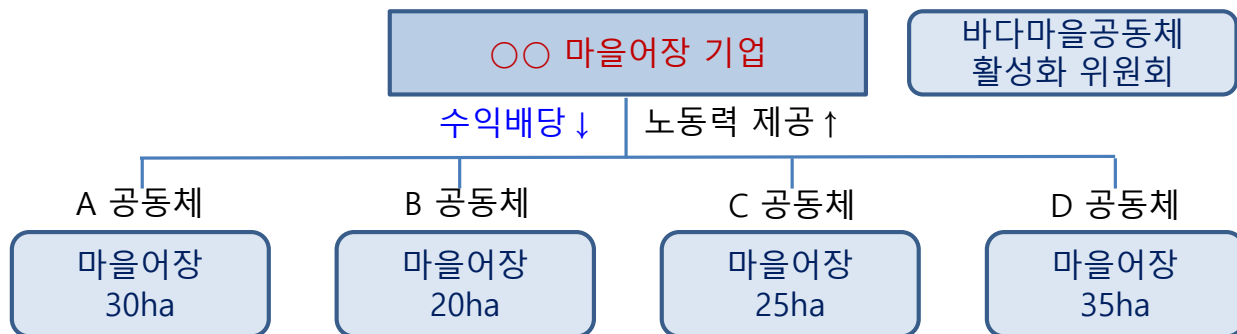 ○○ 마을어장 기업
바다마을공동체
활성화 위원회
수익배당↓ 노동력 제공↑
A 공동체 B 공동체 C 공동체 D 공동체
마을어장
30ha
마을어장
20ha
마을어장
25ha
마을어장
35ha